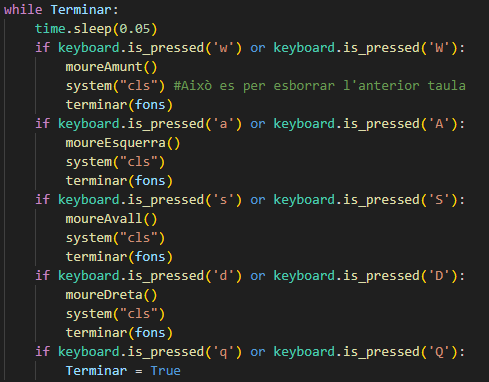 while Terminar:
    time.sleep(0.05)
    if keyboard.is_pressed('w') or keyboard.is_pressed('W'):
        moureAmunt()
        system("cls") #Això es per esborrar l'anterior taula
        terminar(fons)
    if keyboard.is_pressed('a') or keyboard.is_pressed('A'):
        moureEsquerra()
        system("cls")
        terminar(fons)
    if keyboard.is_pressed('s') or keyboard.is_pressed('S'):
        moureAvall()
        system("cls")
        terminar(fons)
    if keyboard.is_pressed('d') or keyboard.is_pressed('D'):
        moureDreta()
        system("cls")
        terminar(fons)
    if keyboard.is_pressed('q') or keyboard.is_pressed('Q'):
        Terminar = True